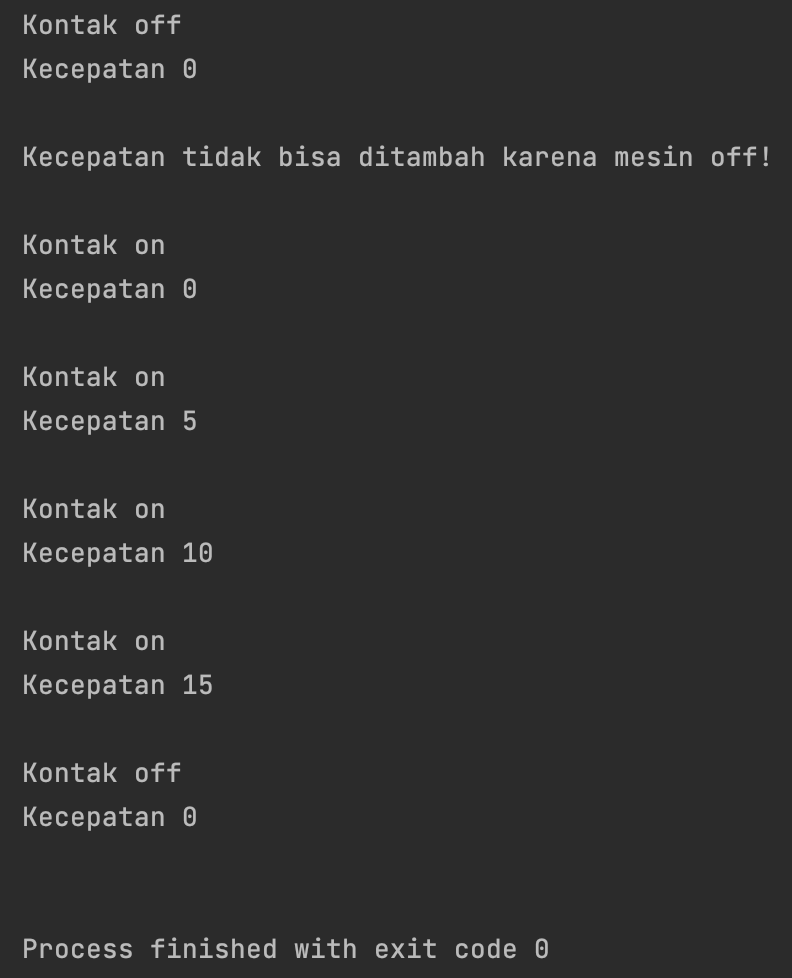 Kontak off
Kecepatan 0
Kecepatan tidak bisa ditambah karena mesin off!
Kontak on
Kecepatan 0
Kontak on
Kecepatan 5
Kontak on
Kecepatan 10
Kontak on
Kecepatan 15
Kontak off
Kecepatan 0
Process finished with exit code 0